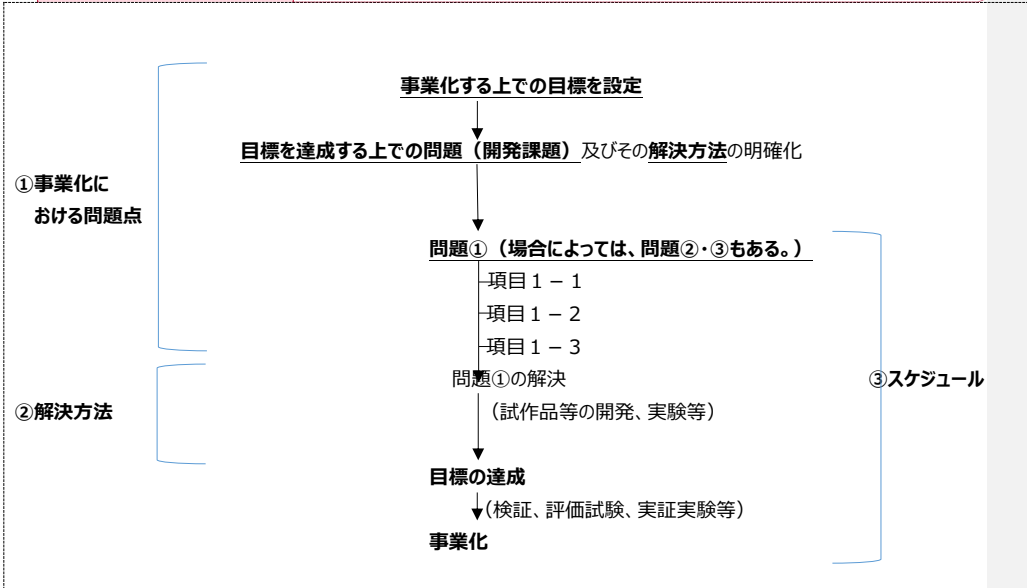 事業化する上での目標を設定
目標を達成する上での問題（開発課題）及びその解決方法の明確化
①事業化に
おける問題点
問題①（場合によっては、問題②・③もある。）
項目１－１
項目１－２
項目１－３
問題①の解決
③スケジュール
②解決方法
（試作品等の開発、実験等）
目標の達成
（検証、評価試験、実証実験等）
事業化